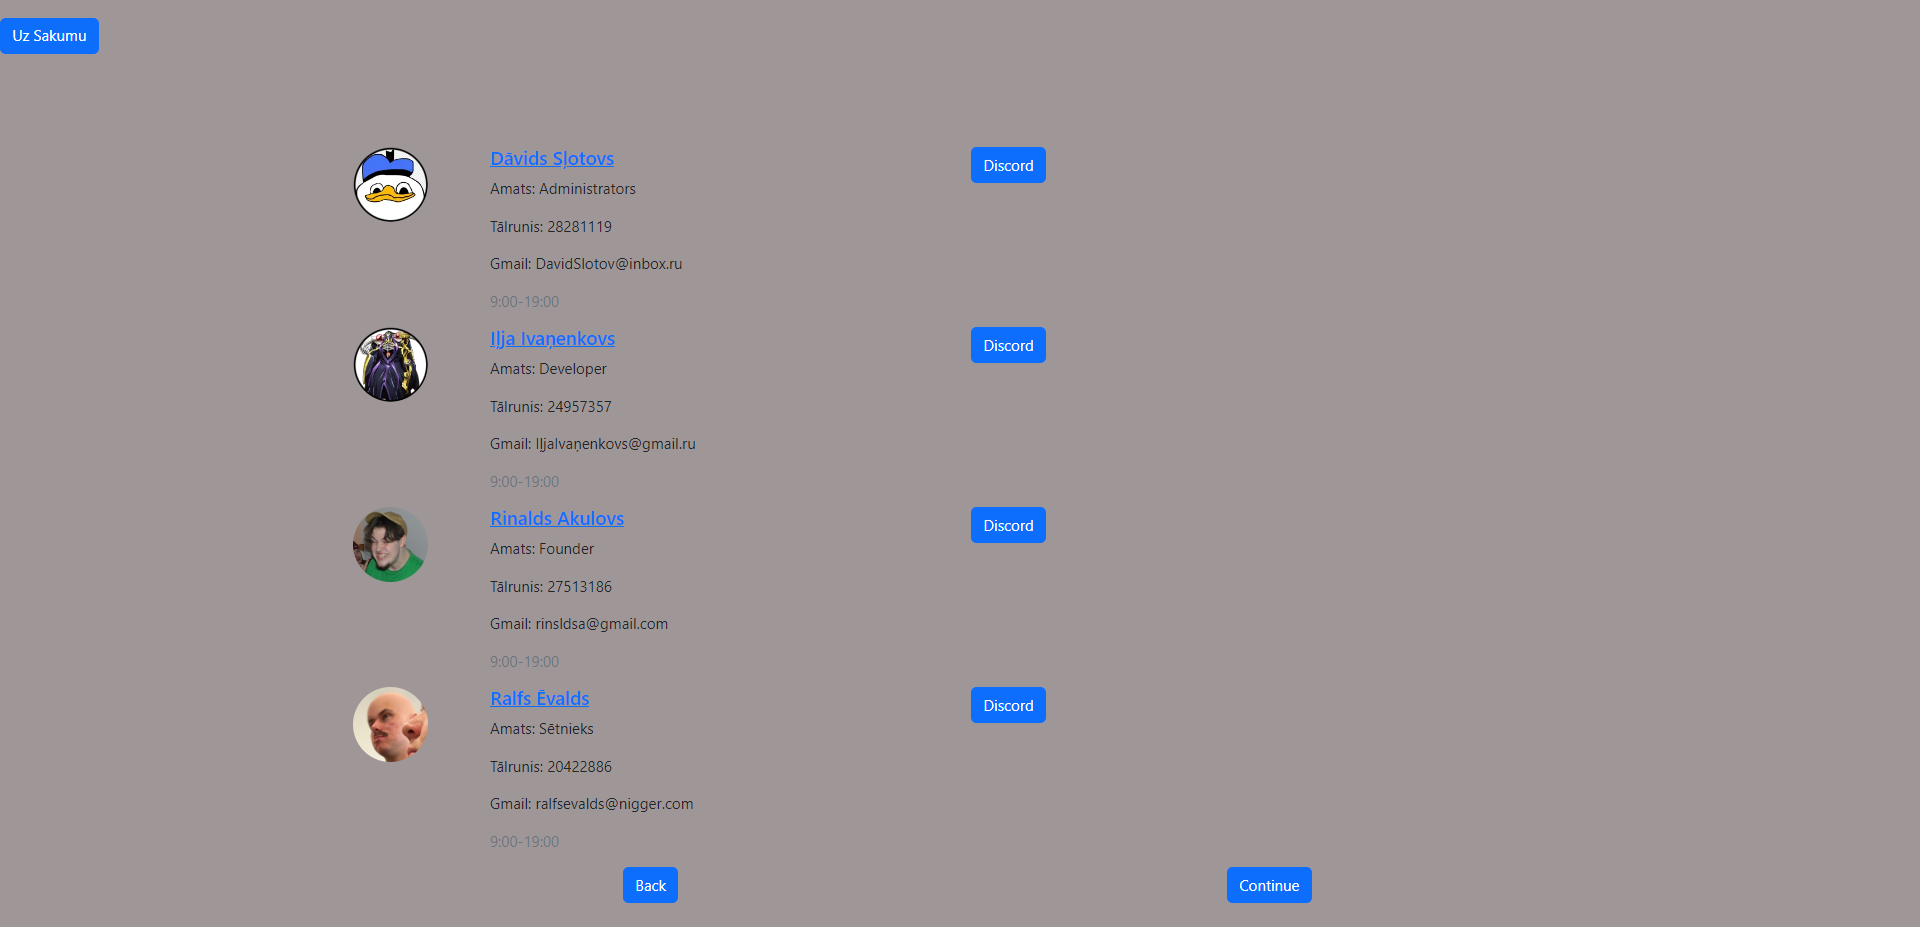 Uz Sakumu
Dāvids Sļotovs
Discord
Amats: Administrators
Tālrunis: 28281119
Gmail: DavidSlotov@inbox.ru
9:00-19:00
Iļja Ivaņenkovs
Discord
Amats: Developer
Tālrunis: 24957357
Gmail: IļjaIvaņenkovs@gmail.ru
9:00-19:00
Rinalds Akulovs
Discord
Amats: Founder
Tālrunis: 27513186
Gmail: rinsldsa@gmail.com
9:00-19:00
Ralfs Ēvalds
Discord
Amats: Sētnieks
Tālrunis: 20422886
Gmail: ralfsevalds@nigger.com
9:00-19:00
Back
Continue